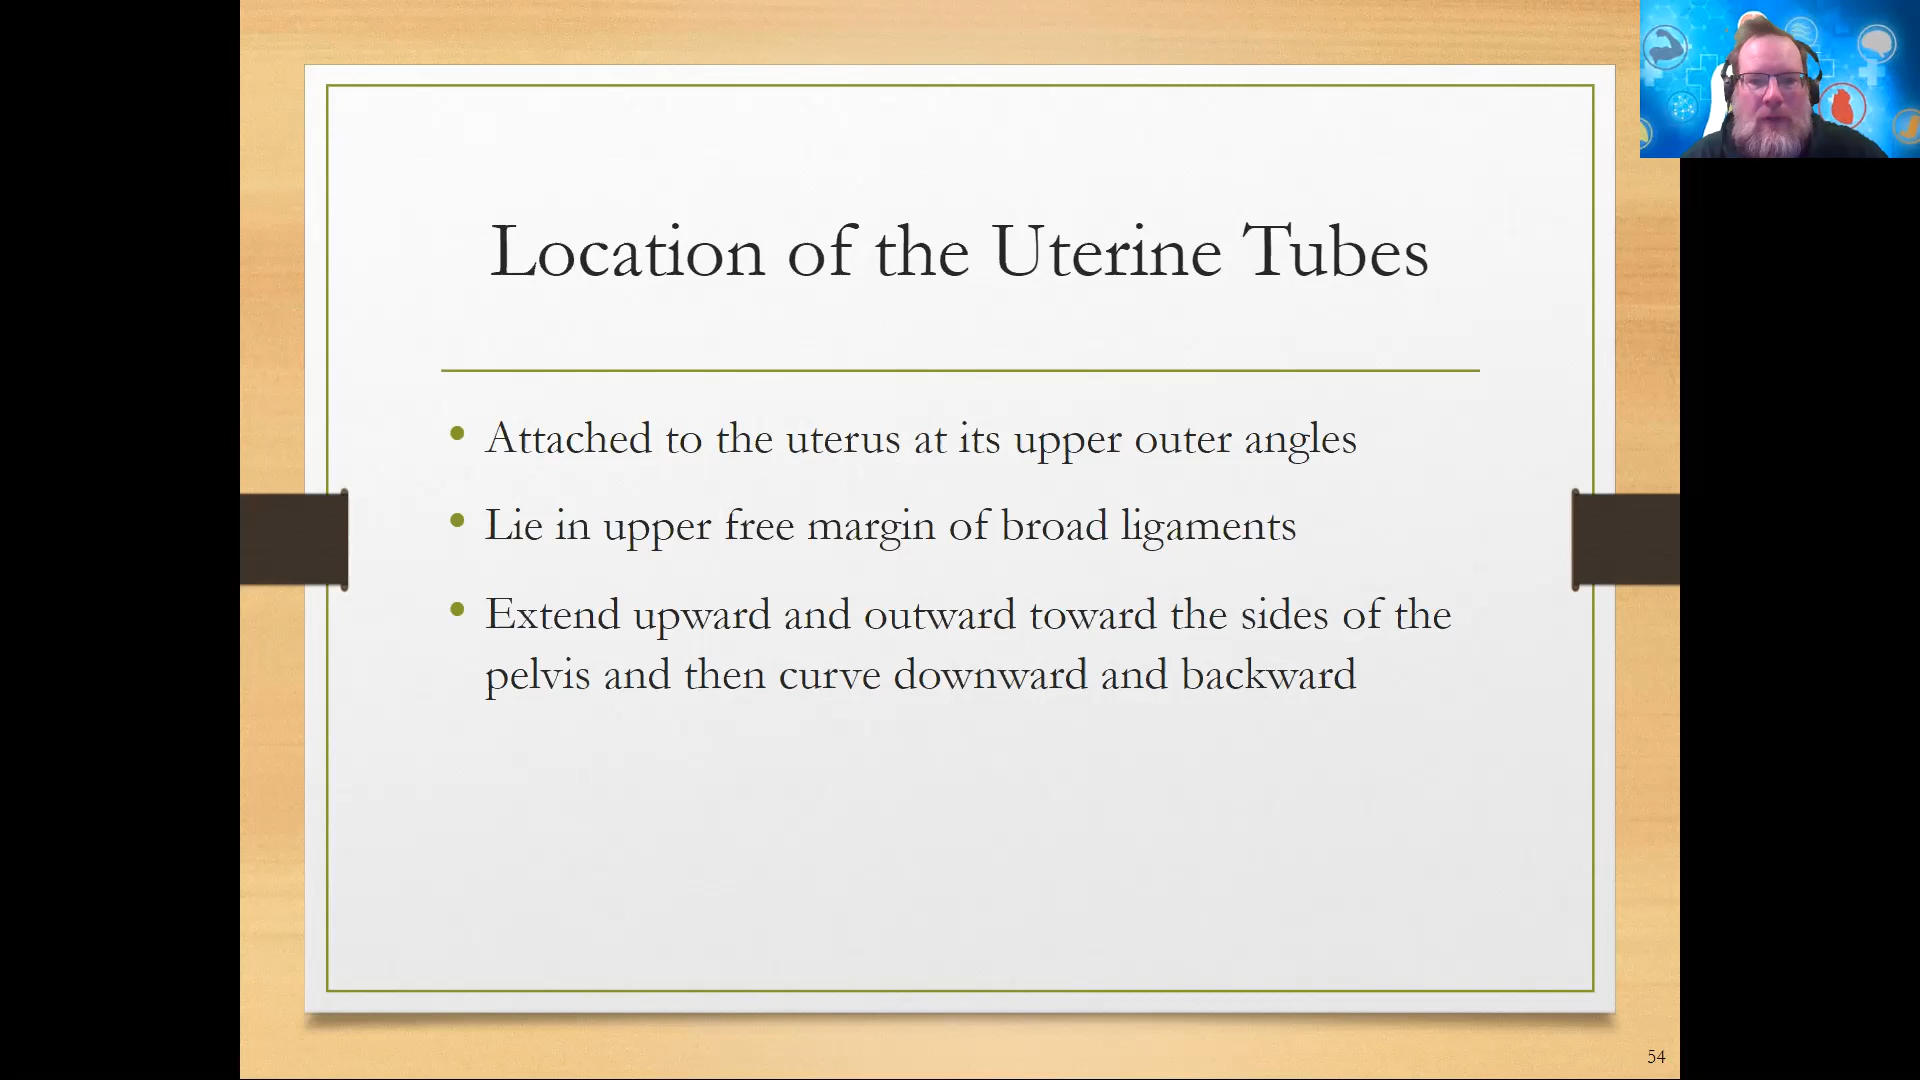 Location of the Uterine Tubes
• Attached to the uterus at its upper outer angles
• Lie in upper free margin of broad ligaments
• Extend upward and outward toward the sides of the
pelvis and then curve downward and backward
54